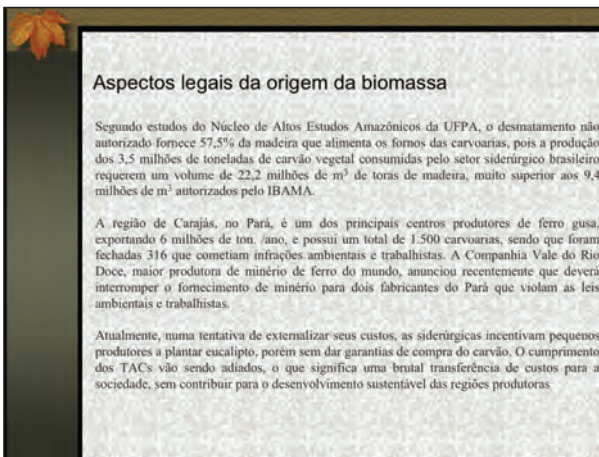 Aspectos legais da origem da biomassa
Segundo estudos do Núcleo de Altos Estudos Amazônicos da UFPA, o desmatamento não
autorizado fornece 57,5% da madeira que alimenta os fornos das carvoarias, pois a produção
dos 3,5 milhões de toneladas de carvão vegetal consumidas pelo setor siderúrgico brasileiro
requerem um volume de 22,2 milhões de m³ de toras de madeira, muito superior aos 9,4
milhões de m³ autorizados pelo IBAMA.
A região de Carajás, no Pará, é um dos principais centros produtores de ferro gusa,
exportando 6 milhões de ton. /ano, e possui um total de 1.500 carvoarias, sendo que foram
fechadas 316 que cometiam infrações ambientais e trabalhistas. A Companhia Vale do Rio
Doce, maior produtora de minério de ferro do mundo, anunciou recentemente que deverá
interromper o fornecimento de minério para dois fabricantes do Pará que violam as leis
ambientais e trabalhistas.
Atualmente, numa tentativa de externalizar seus custos, as siderúrgicas incentivam pequenos
produtores a plantar eucalipto, porém sem dar garantias de compra do carvão. O cumprimento
dos TACs vão sendo adiados, o que significa uma brutal transferência de custos para a
sociedade, sem contribuir para o desenvolvimento sustentável das regiões produtoras